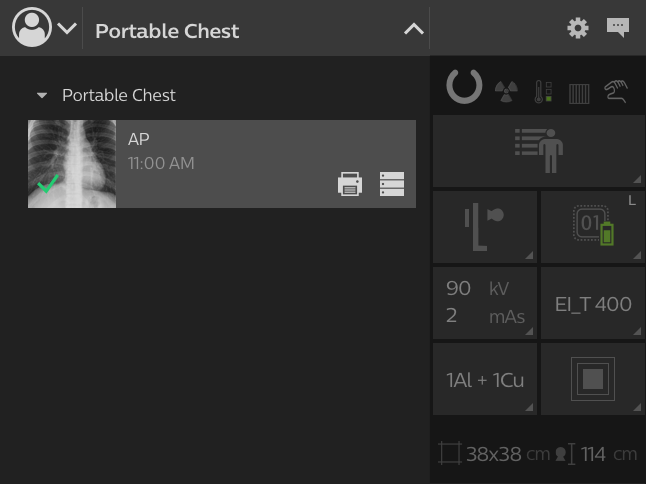 Portable Chest
Portable Chest
AP
11:00 AM
L
01
90 kV
2 mAs
EI_T 400
1Al + 1Cu
38x38 cm
114 cm